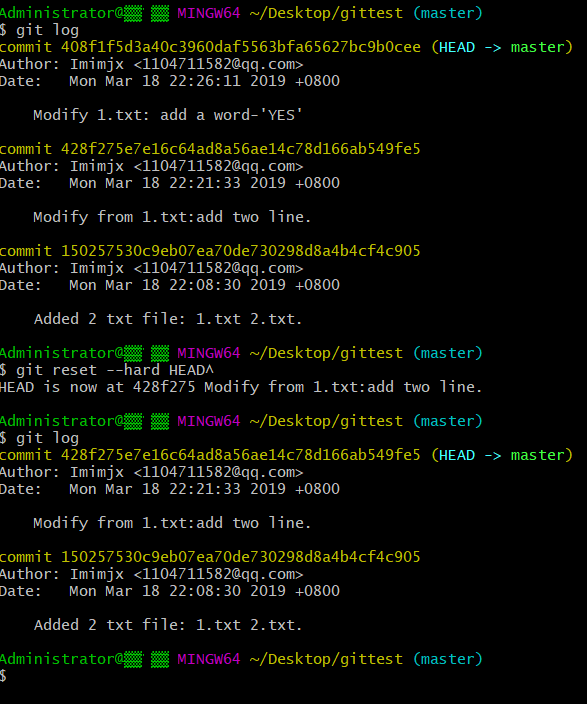 Administrator@▒▒ ▒▒ MINGW64 ~/Desktop/gittest (master)
$ git log
commit 408f1f5d3a40c3960daf5563bfa65627bc9b0cee (HEAD -> master)
Author: Imimjx <1104711582@qq.com>
Date:   Mon Mar 18 22:26:11 2019 +0800

    Modify 1.txt: add a word-'YES'

commit 428f275e7e16c64ad8a56ae14c78d166ab549fe5
Author: Imimjx <1104711582@qq.com>
Date:   Mon Mar 18 22:21:33 2019 +0800

    Modify from 1.txt:add two line.

commit 150257530c9eb07ea70de730298d8a4b4cf4c905
Author: Imimjx <1104711582@qq.com>
Date:   Mon Mar 18 22:08:30 2019 +0800

    Added 2 txt file: 1.txt 2.txt.

Administrator@▒▒ ▒▒ MINGW64 ~/Desktop/gittest (master)
$ git reset --hard HEAD^
HEAD is now at 428f275 Modify from 1.txt:add two line.

Administrator@▒▒ ▒▒ MINGW64 ~/Desktop/gittest (master)
$ git log
commit 428f275e7e16c64ad8a56ae14c78d166ab549fe5 (HEAD -> master)
Author: Imimjx <1104711582@qq.com>
Date:   Mon Mar 18 22:21:33 2019 +0800

    Modify from 1.txt:add two line.

commit 150257530c9eb07ea70de730298d8a4b4cf4c905
Author: Imimjx <1104711582@qq.com>
Date:   Mon Mar 18 22:08:30 2019 +0800

    Added 2 txt file: 1.txt 2.txt.

Administrator@▒▒ ▒▒ MINGW64 ~/Desktop/gittest (master)
$